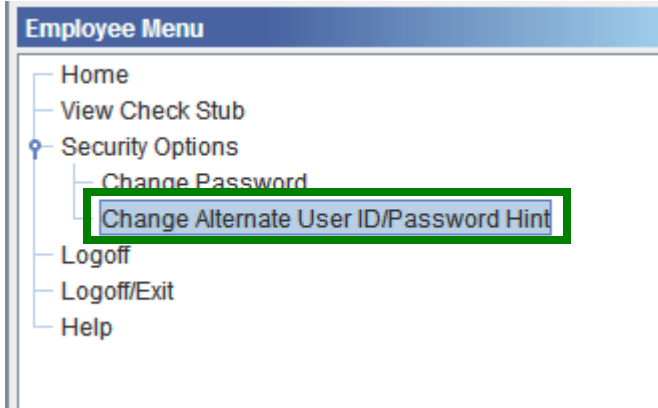 Employee Menu
Home
View Check Stub
Security Options
Change Password
Change Alternate User ID/Password Hint
Logoff
Logoff/Exit
Help